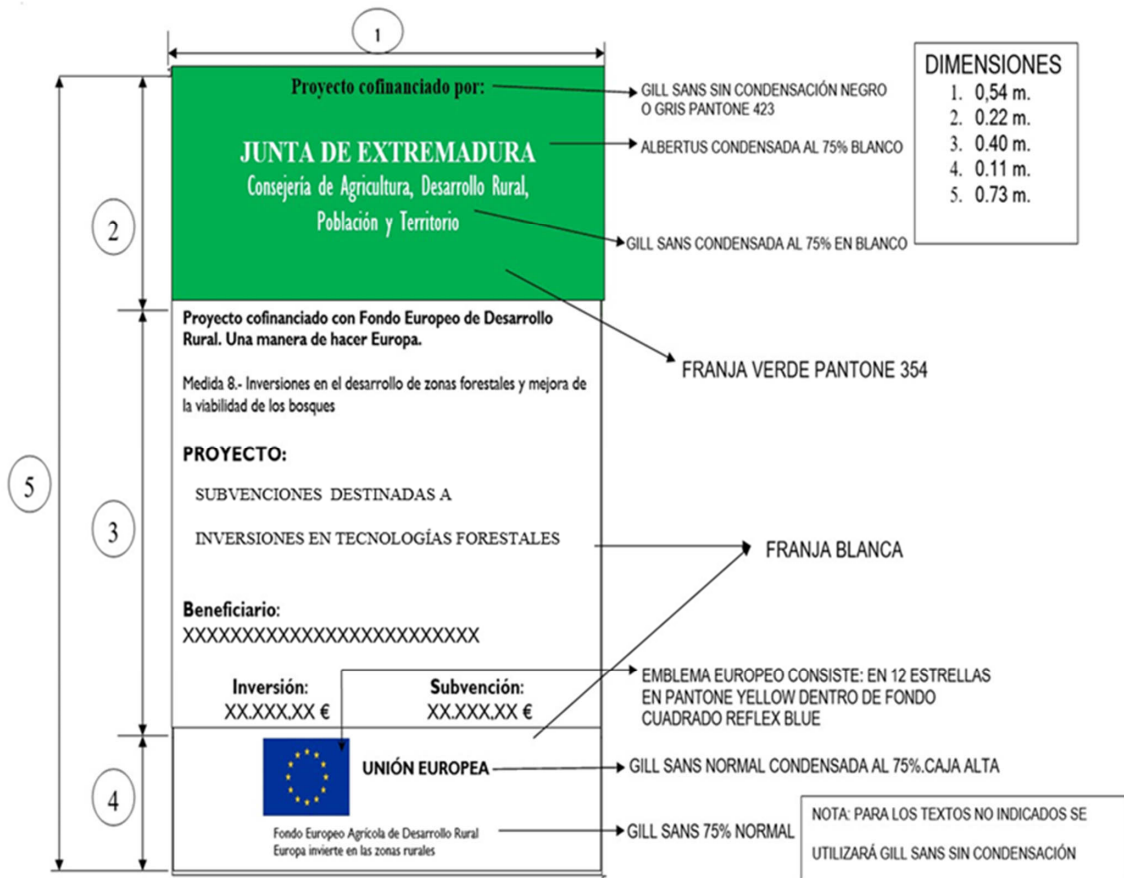 1
Proyecto cofinanciado por:
GILL SANS SIN CONDENSACIÓN NEGRO
O GRIS PANTONE 423
JUNTA DE EXTREMADURA
ALBERTUS CONDENSADA AL 75% BLANCO
Consejería de Agricultura, Desarrollo Rural,
Población y Territorio
GILL SANS CONDENSADA AL 75% EN BLANCO
DIMENSIONES
1. 0,54 m.
2. 0.22 m.
3. 0.40 m.
4. 0.11 m.
5. 0.73 m.
2
FRANJA VERDE PANTONE 354
Proyecto cofinanciado con Fondo Europeo de Desarrollo
Rural. Una manera de hacer Europa.
Medida 8.- Inversiones en el desarrollo de zonas forestales y mejora de
la viabilidad de los bosques
PROYECTO:
5
SUBVENCIONES DESTINADAS A
3
INVERSIONES EN TECNOLOGÍAS FORESTALES
FRANJA BLANCA
Beneficiario:
XXXXXXXXXXXXXXXXXXXXXXXXX
Inversión:
XX.XXX,XX €
Subvención:
XX.XXX,XX €
EMBLEMA EUROPEO CONSISTE: EN 12 ESTRELLAS
EN PANTONE YELLOW DENTRO DE FONDO
CUADRADO REFLEX BLUE
4
UNIÓN EUROPEA
GILL SANS NORMAL CONDENSADA AL 75%.CAJA ALTA
Fondo Europeo Agrícola de Desarrollo Rural
Europa invierte en las zonas rurales
GILL SANS 75% NORMAL
NOTA: PARA LOS TEXTOS NO INDICADOS SE
UTILIZARÁ GILL SANS SIN CONDENSACIÓN